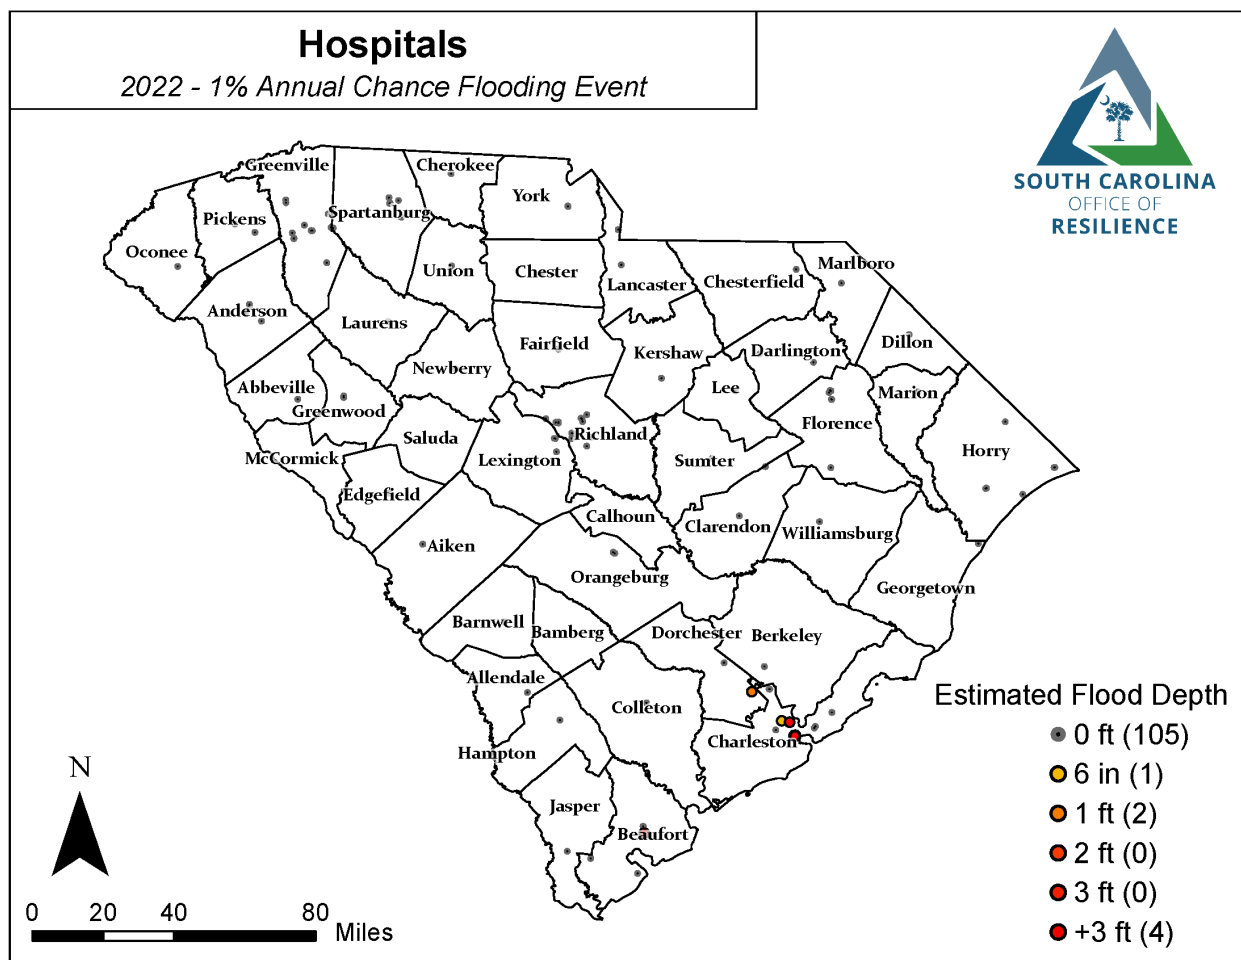 Hospitals
2022 - 1% Annual Chance Flooding Event
SOUTH CAROLINA
OFFICE OF
RESILIENCE
Greenville
Cherokee
York
Pickens
Spartanburg
Oconee
Union
Chester
Lancaster
Chesterfield
Marlboro
Anderson
Laurens
Fairfield
Kershaw
Darlington
Dillon
Newberry
Abbeville
Greenwood
Lee
Marion
Saluda
Richland
Florence
Horry
McCormick
Lexington
Sumter
Edgefield
Calhoun
Clarendon
Williamsburg
Aiken
Orangeburg
Georgetown
Barnwell
Bamberg
Dorchester
Berkeley
Allendale
Colleton
Charleston
Hampton
Jasper
Beaufort
Estimated Flood Depth
0 ft (105)
6 in (1)
1 ft (2)
2 ft (0)
3 ft (0)
+3 ft (4)
N
0 20 40 80
Miles